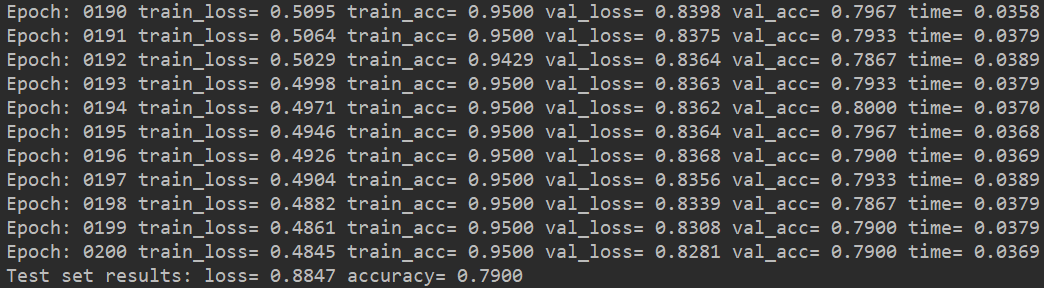 Epoch: 0190 train_loss= 0.5095 train_acc= 0.9500 val_loss= 0.8398 val_acc= 0.7967 time= 0.0358
Epoch: 0191 train_loss= 0.5064 train_acc= 0.9500 val_loss= 0.8375 val_acc= 0.7933 time= 0.0379
Epoch: 0192 train_loss= 0.5029 train_acc= 0.9429 val_loss= 0.8364 val_acc= 0.7867 time= 0.0389
Epoch: 0193 train_loss= 0.4998 train_acc= 0.9500 val_loss= 0.8363 val_acc= 0.7933 time= 0.0379
Epoch: 0194 train_loss= 0.4971 train_acc= 0.9500 val_loss= 0.8362 val_acc= 0.8000 time= 0.0370
Epoch: 0195 train_loss= 0.4946 train_acc= 0.9500 val_loss= 0.8364 val_acc= 0.7967 time= 0.0368
Epoch: 0196 train_loss= 0.4926 train_acc= 0.9500 val_loss= 0.8368 val_acc= 0.7900 time= 0.0369
Epoch: 0197 train_loss= 0.4904 train_acc= 0.9500 val_loss= 0.8356 val_acc= 0.7933 time= 0.0389
Epoch: 0198 train_loss= 0.4882 train_acc= 0.9500 val_loss= 0.8339 val_acc= 0.7867 time= 0.0379
Epoch: 0199 train_loss= 0.4861 train_acc= 0.9500 val_loss= 0.8308 val_acc= 0.7900 time= 0.0379
Epoch: 0200 train_loss= 0.4845 train_acc= 0.9500 val_loss= 0.8281 val_acc= 0.7900 time= 0.0369
Test set results: loss= 0.8847 accuracy= 0.7900